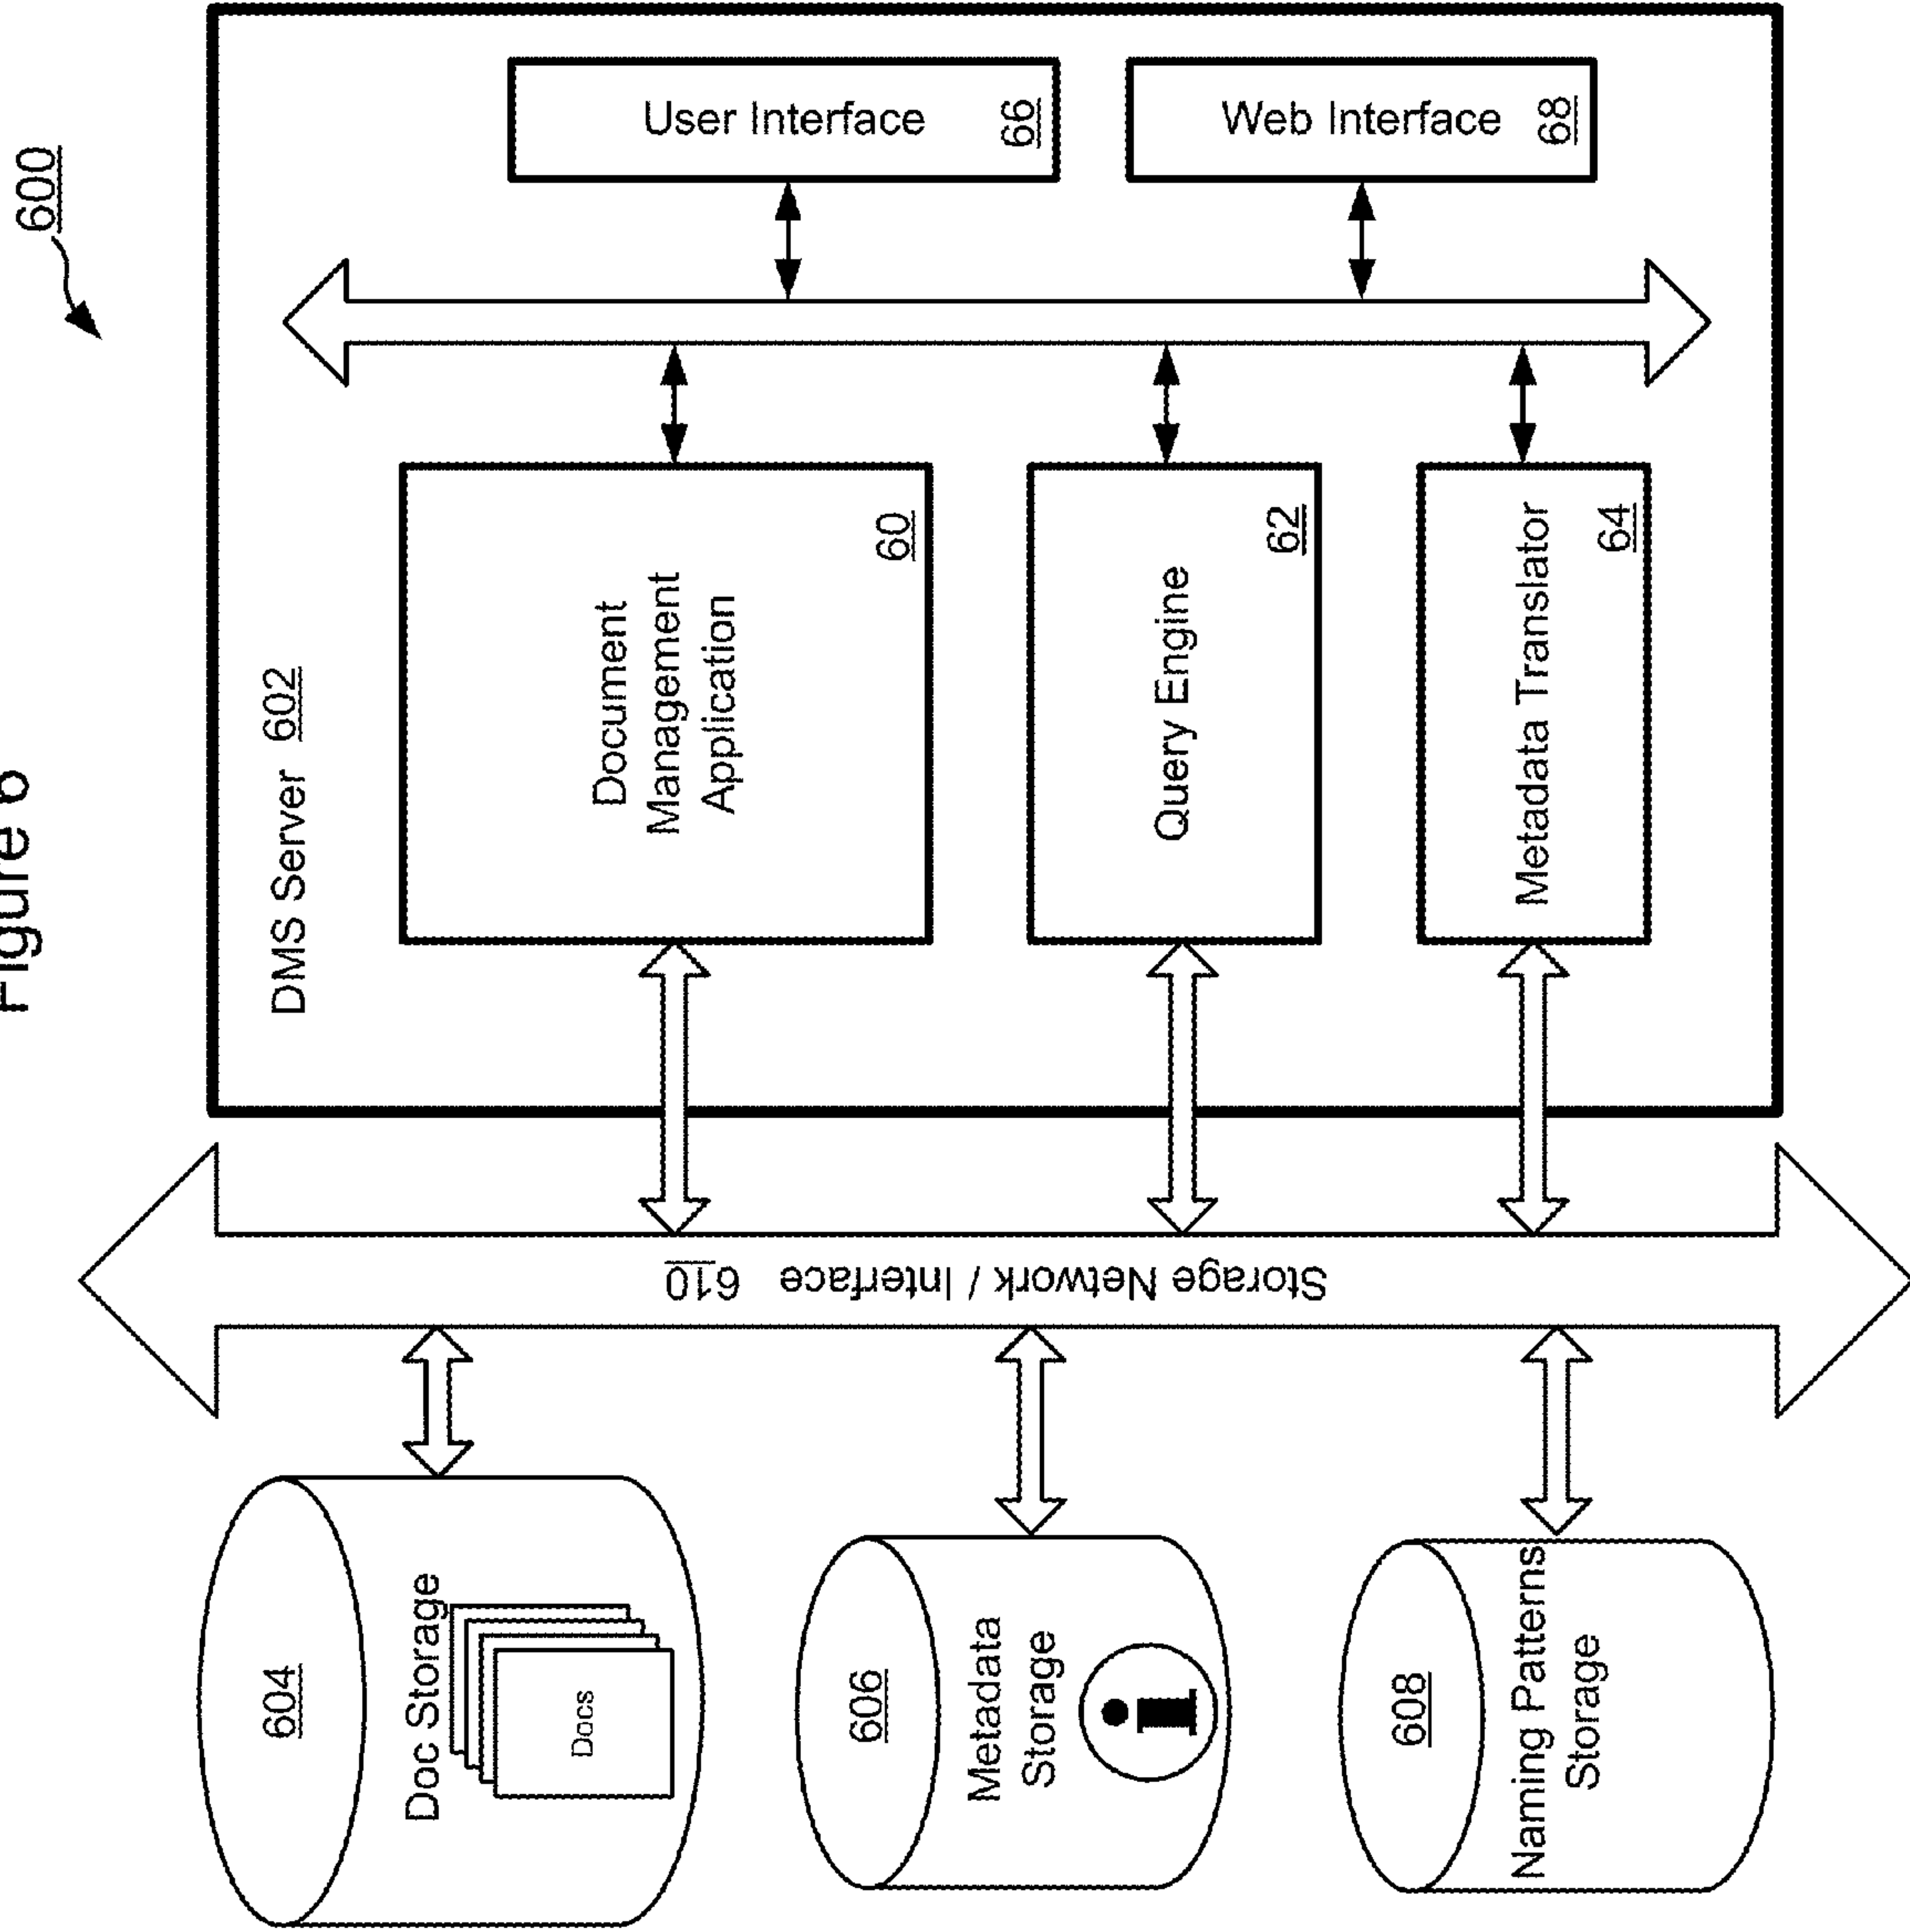 Figure 6
600
DMS Server 602
604
Doc Storage
Docs
606
Metadata
Storage
608
Naming Patterns
Storage
Storage Network / Interface 610
Document
Management
Application
60
Query Engine
62
Metadata Translator
64
User Interface
66
Web Interface
68